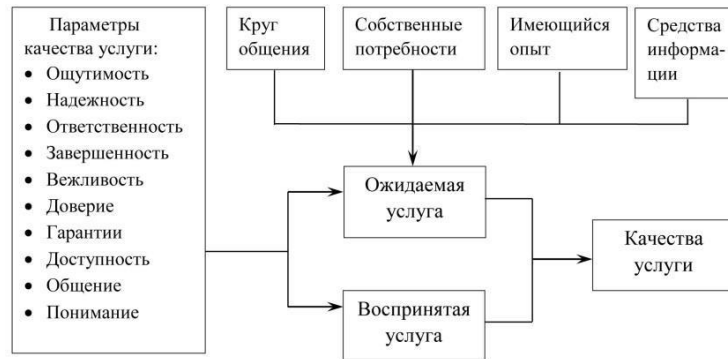 Параметры
качества услуги:
• Ощутимость
• Надежность
• Ответственность
• Завершенность
• Вежливость
• Доверие
• Гарантии
• Доступность
• Общение
• Понимание
Круг
общения
Собственные
потребности
Имеющийся
опыт
Средства
информа-
ции
Ожидаемая
услуга
Воспринятая
услуга
Качества
услуги